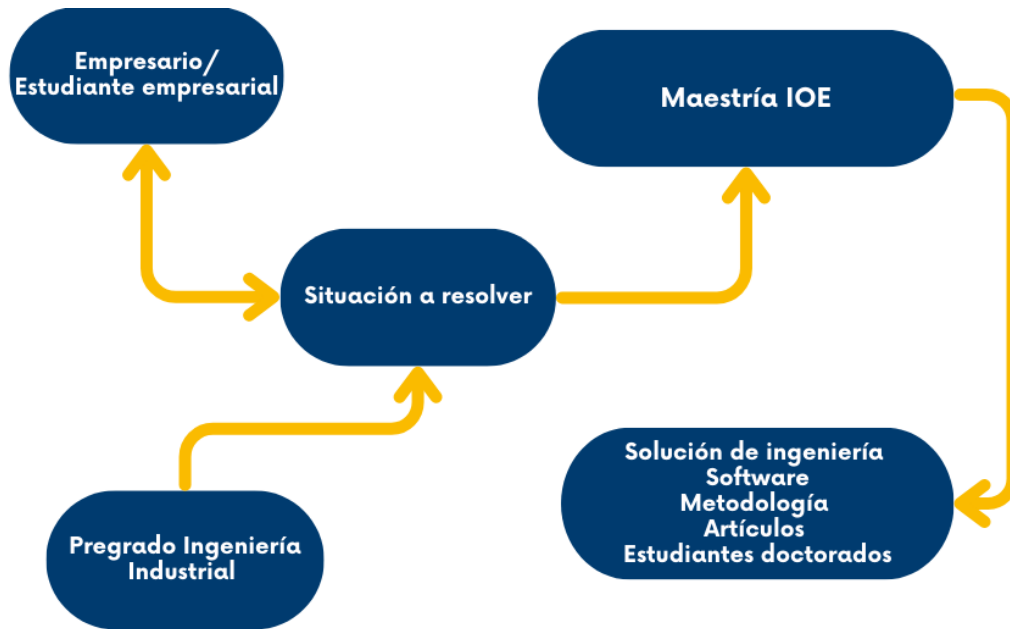 Empresario/
Estudiante empresarial
Maestría IOE
Situación a resolver
Solución de ingeniería
Software
Metodología
Artículos
Estudiantes doctorados
Pregrado Ingeniería
Industrial